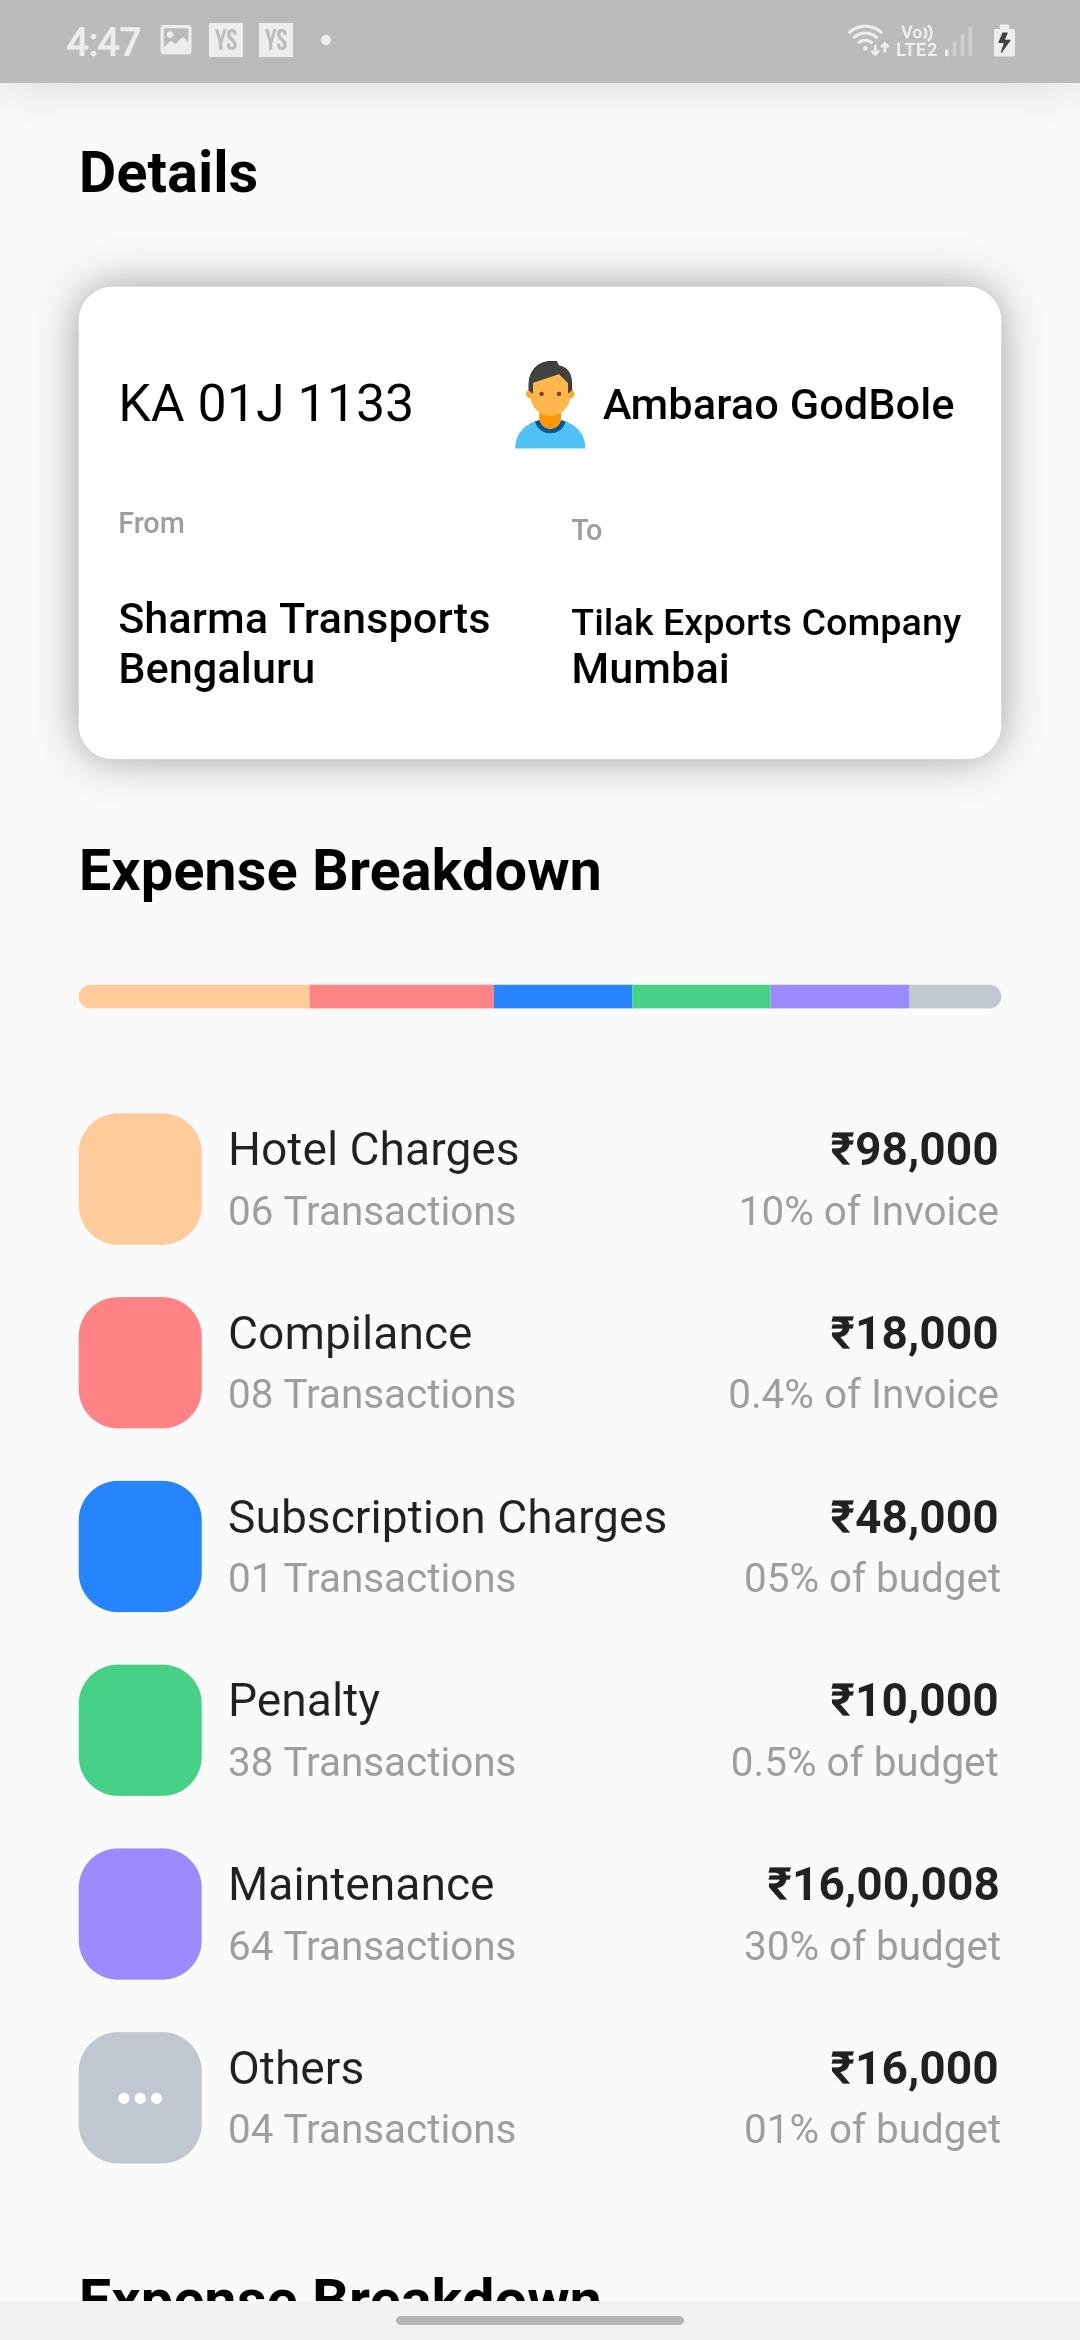 4:47 YS YS Vo)) LTE2
Details
KA 01J 1133 Ambarao GodBole
From To
Sharma Transports Tilak Exports Company
Bengaluru Mumbai
Expense Breakdown
Hotel Charges ₹98,000
06 Transactions 10% of Invoice
Compilance ₹18,000
08 Transactions 0.4% of Invoice
Subscription Charges ₹48,000
01 Transactions 05% of budget
Penalty ₹10,000
38 Transactions 0.5% of budget
Maintenance ₹16,00,008
64 Transactions 30% of budget
Others ₹16,000
04 Transactions 01% of budget
Expense Breakdown